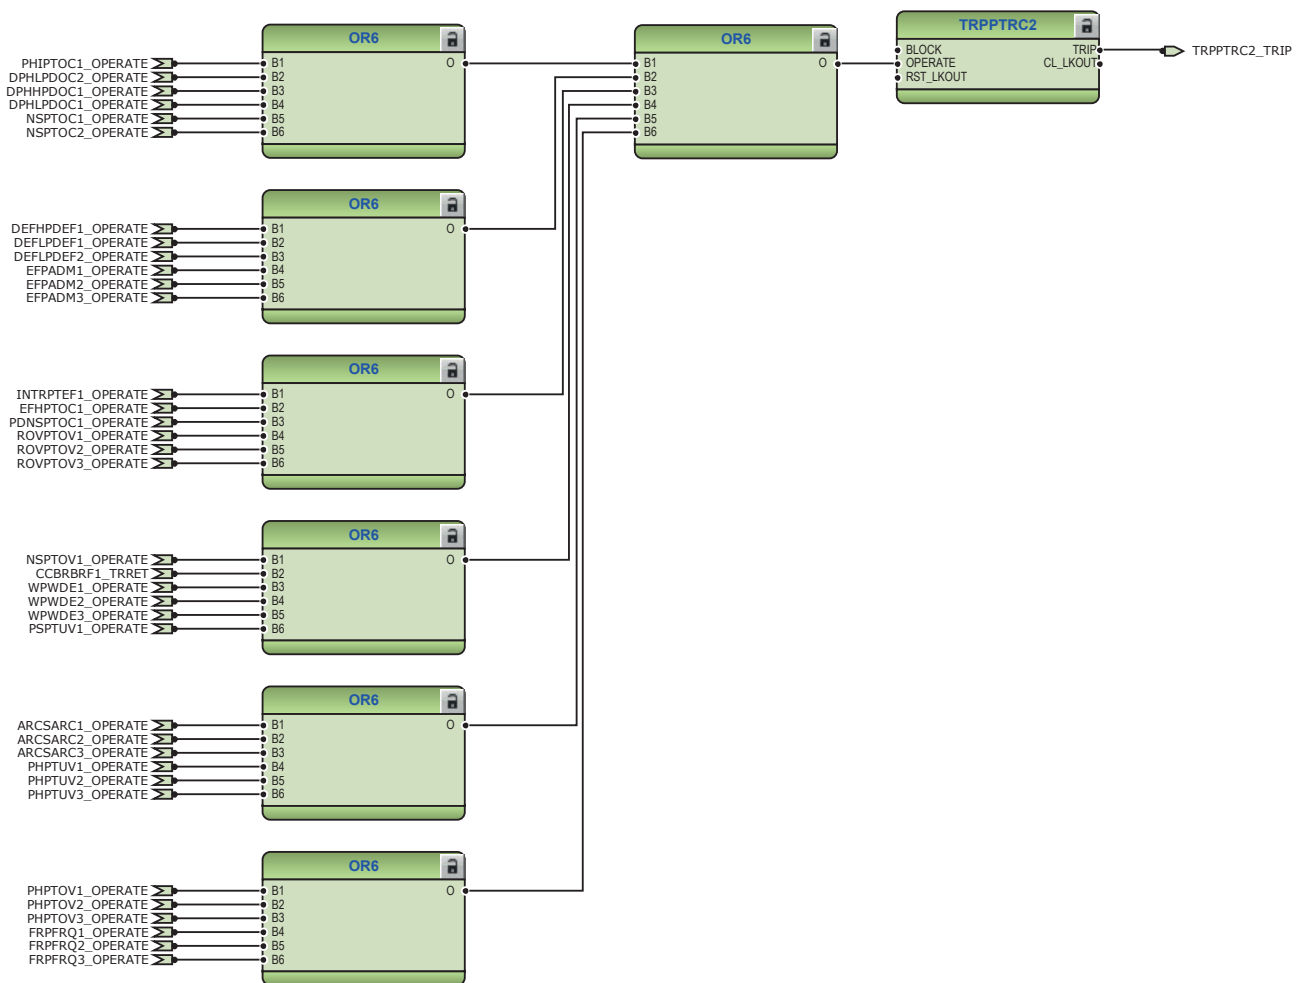 OR6
PHIPTOC1_OPERATE B1 O
DPHLPDOC2_OPERATE B2
DPHHPDOC1_OPERATE B3
DPHLPDOC1_OPERATE B4
NSPTOC1_OPERATE B5
NSPTOC2_OPERATE B6
OR6
B1 O
B2
B3
B4
B5
B6
TRPPTRC2
BLOCK TRIP
OPERATE CL_LKOUT
RST_LKOUT
TRPPTRC2_TRIP
OR6
DEFHPDEF1_OPERATE B1 O
DEFLPDEF1_OPERATE B2
DEFLPDEF2_OPERATE B3
EFPADM1_OPERATE B4
EFPADM2_OPERATE B5
EFPADM3_OPERATE B6
OR6
INTRPTEF1_OPERATE B1 O
EFHPTOC1_OPERATE B2
PDNSPTOC1_OPERATE B3
ROVPTOV1_OPERATE B4
ROVPTOV2_OPERATE B5
ROVPTOV3_OPERATE B6
OR6
NSPTOV1_OPERATE B1 O
CCBRBRF1_TRRET B2
WPWDE1_OPERATE B3
WPWDE2_OPERATE B4
WPWDE3_OPERATE B5
PSPTUV1_OPERATE B6
OR6
ARCSARC1_OPERATE B1 O
ARCSARC2_OPERATE B2
ARCSARC3_OPERATE B3
PHPTUV1_OPERATE B4
PHPTUV2_OPERATE B5
PHPTUV3_OPERATE B6
OR6
PHPTOV1_OPERATE B1 O
PHPTOV2_OPERATE B2
PHPTOV3_OPERATE B3
FRPFRQ1_OPERATE B4
FRPFRQ2_OPERATE B5
FRPFRQ3_OPERATE B6